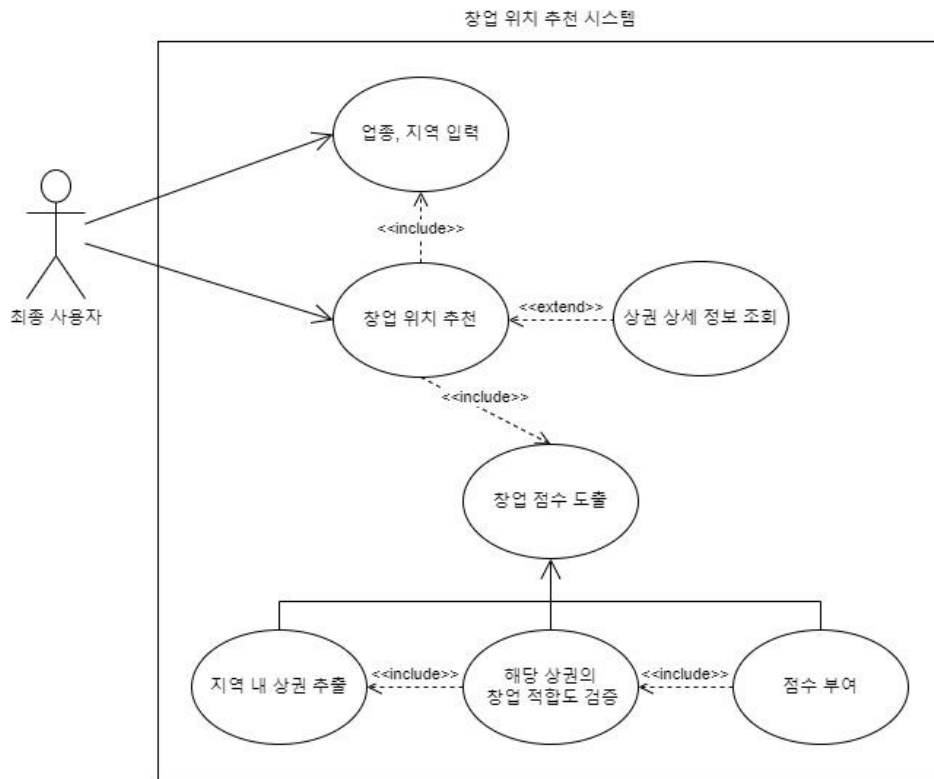 창업 위치 추천 시스템
업종, 지역 입력
<<include>>
최종 사용자
창업 위치 추천
<<extend>>
상권 상세 정보 조회
<<include>>
창업 점수 도출
지역 내 상권 추출
<<include>>
해당 상권의
창업 적합도 검증
<<include>>
점수 부여